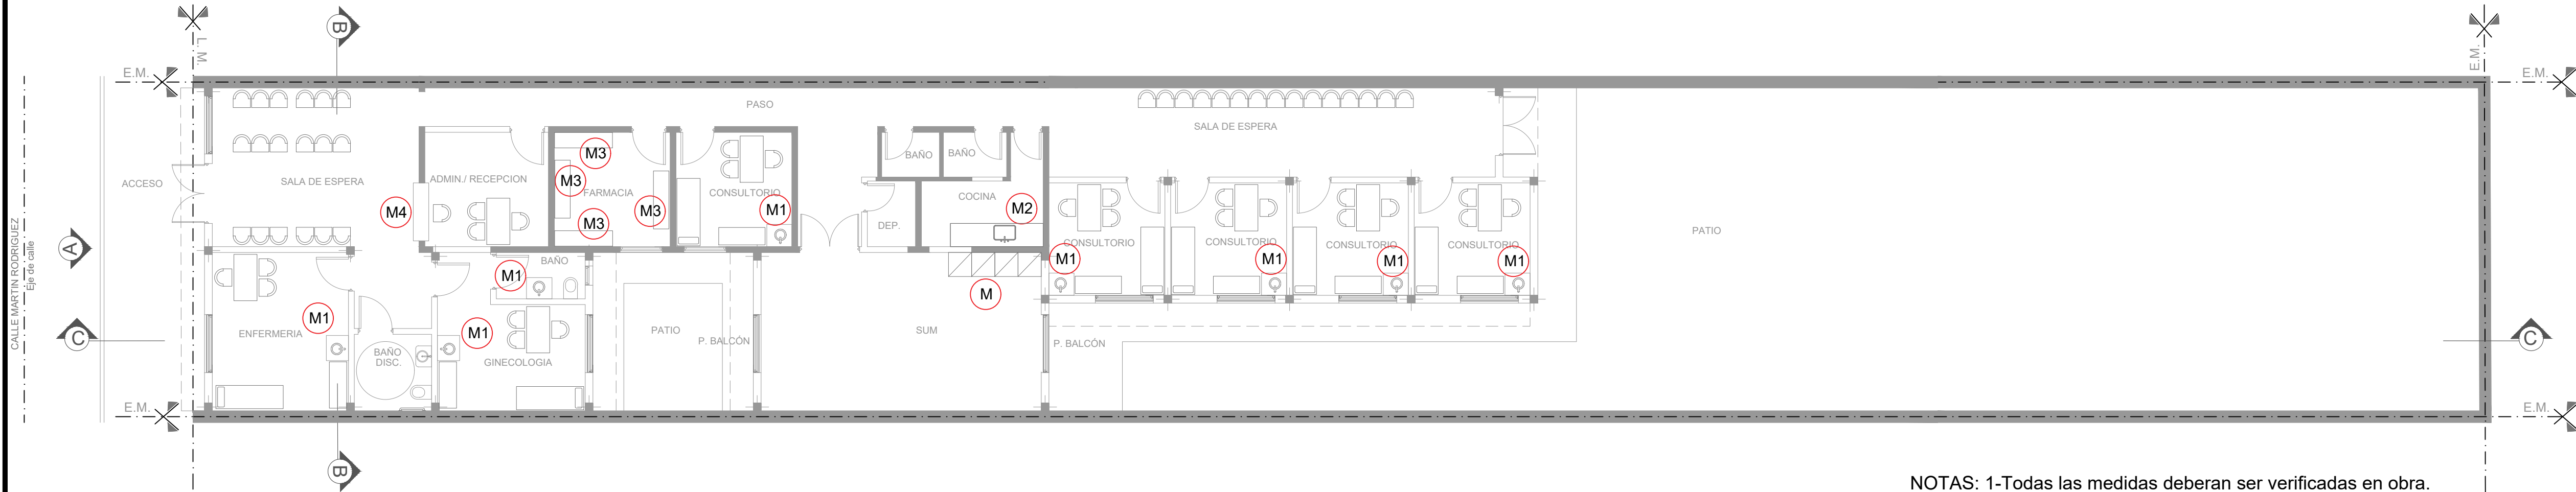 B
L. M.
E.M.
E.M.
E.M.
PASO
SALA DE ESPERA
BAÑO
BAÑO
M3
ACCESO
SALA DE ESPERA
ADMIN./ RECEPCION
M3
FARMACIA
CONSULTORIO
COCINA
M4
M3
M3
M1
M2
DEP.
PATIO
CALLE MARTIN RODRIGUEZ
Eje de calle
A
CONSULTORIO
CONSULTORIO
CONSULTORIO
CONSULTORIO
BAÑO
M1
M1
M1
M1
M1
M
ENFERMERIA
M1
M1
PATIO
SUM
C
P. BALCÓN
P. BALCÓN
C
BAÑO
DISC.
GINECOLOGIA
E.M.
E.M.
B
NOTAS: 1-Todas las medidas deberan ser verificadas en obra.